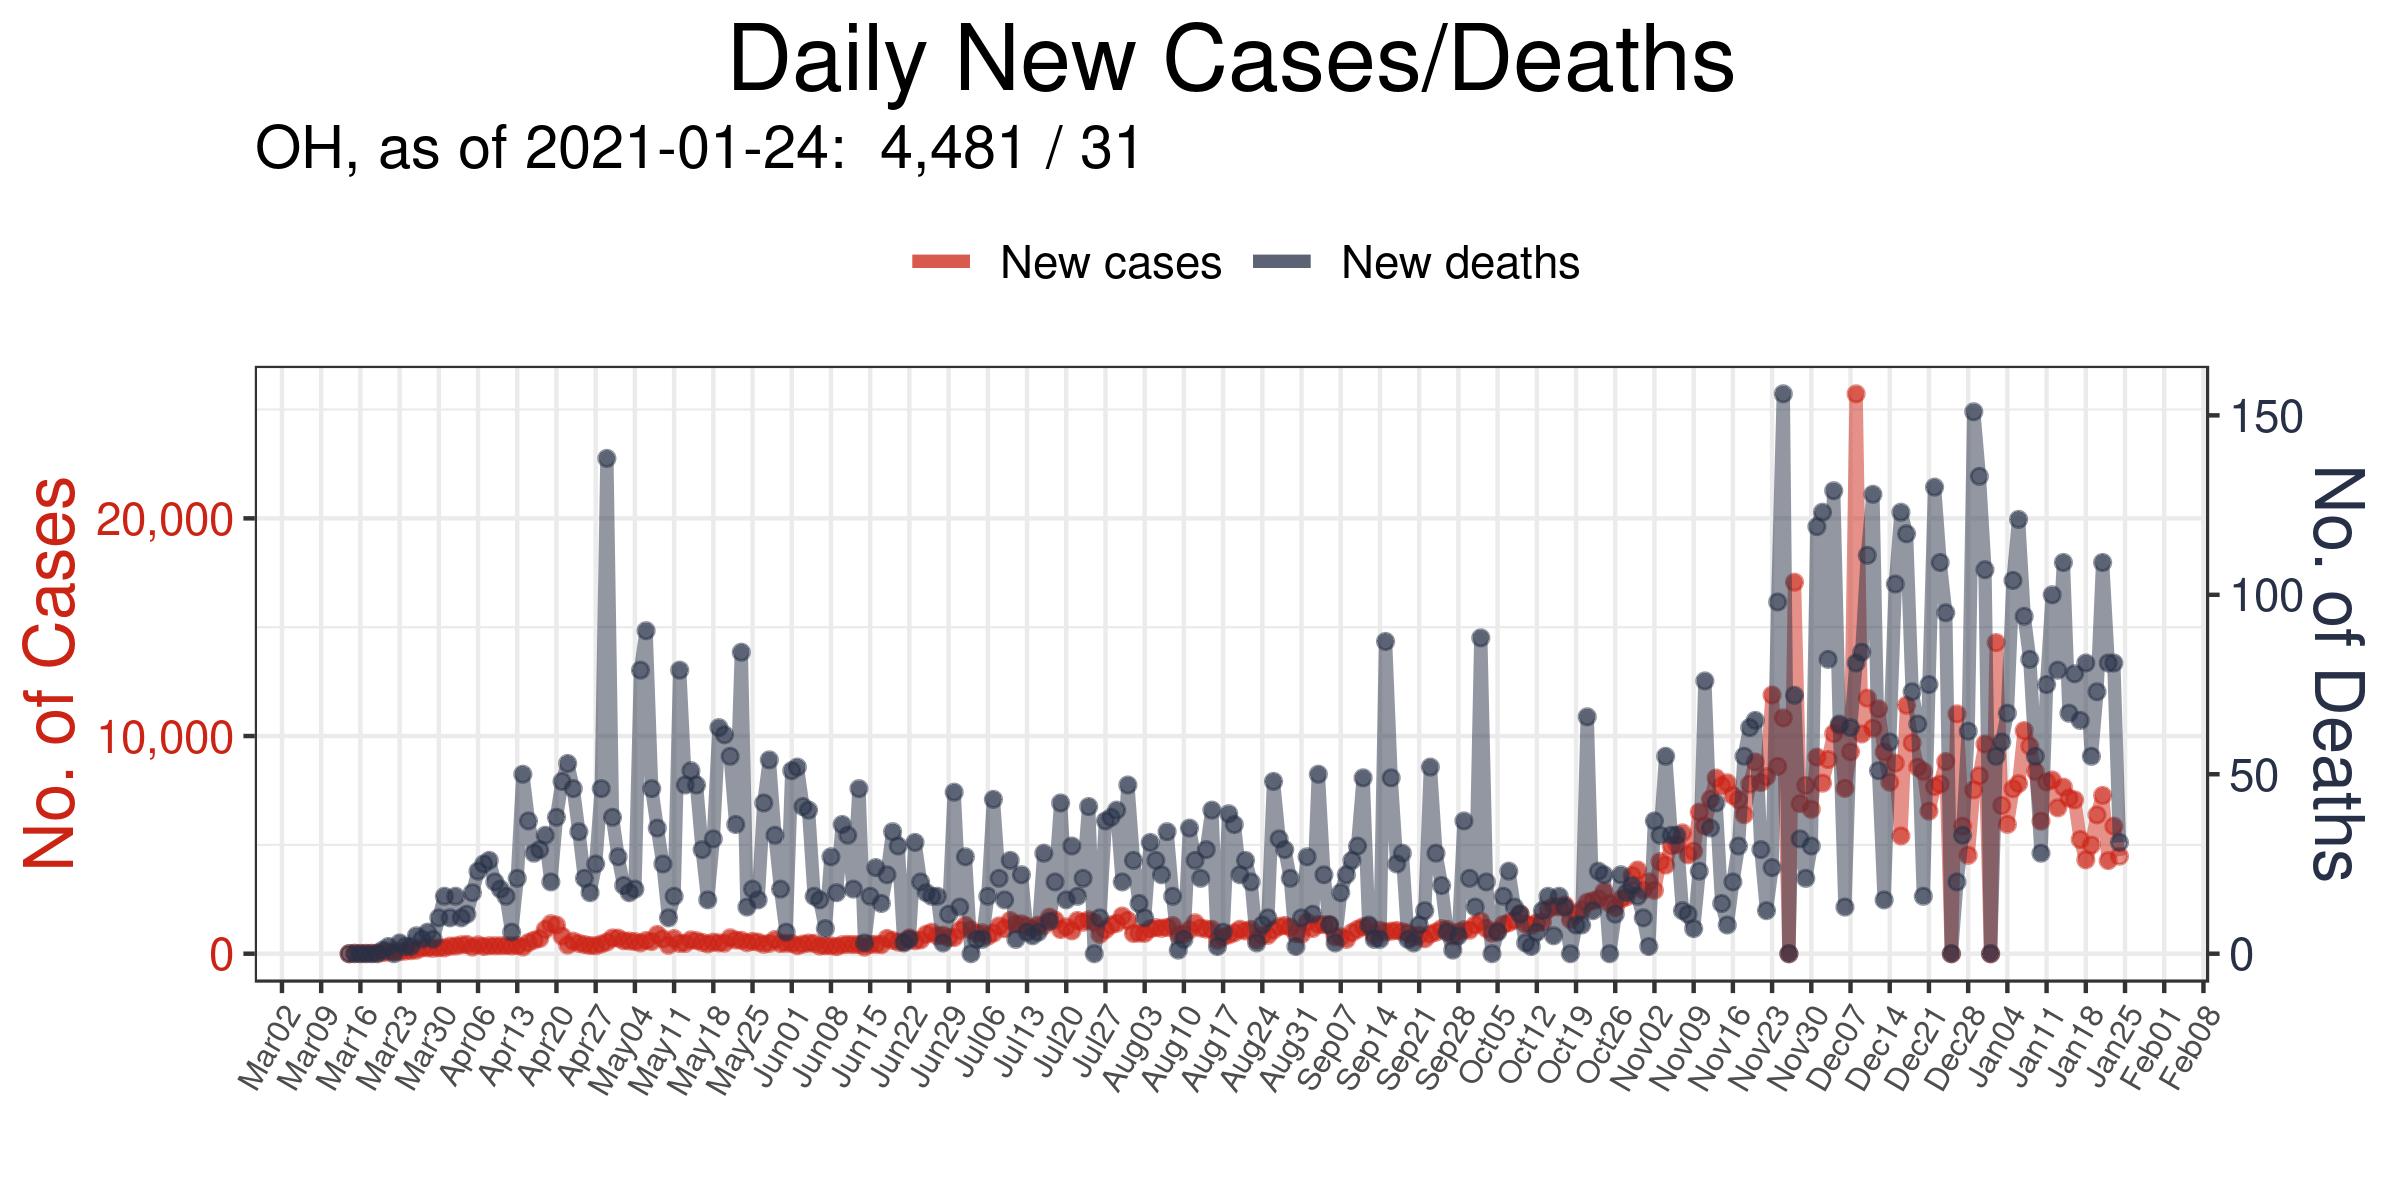 Daily New Cases/Deaths
OH, as of 2021-01-24:  4,481 / 31
New cases New deaths
No. of Cases
20,000
10,000
0
150
100
50
0
No. of Deaths
Mar02 Mar09 Mar16 Mar23 Mar30 Apr06 Apr13 Apr20 Apr27 May04 May11 May18 May25 Jun01 Jun08 Jun15 Jun22 Jun29 Jul06 Jul13 Jul20 Jul27 Aug03 Aug10 Aug17 Aug24 Aug31 Sep07 Sep14 Sep21 Sep28 Oct05 Oct12 Oct19 Oct26 Nov02 Nov09 Nov16 Nov23 Nov30 Nov07 Dec14 Dec21 Dec28 Dec04 Jan11 Jan18 Jan25 Feb01 Feb08